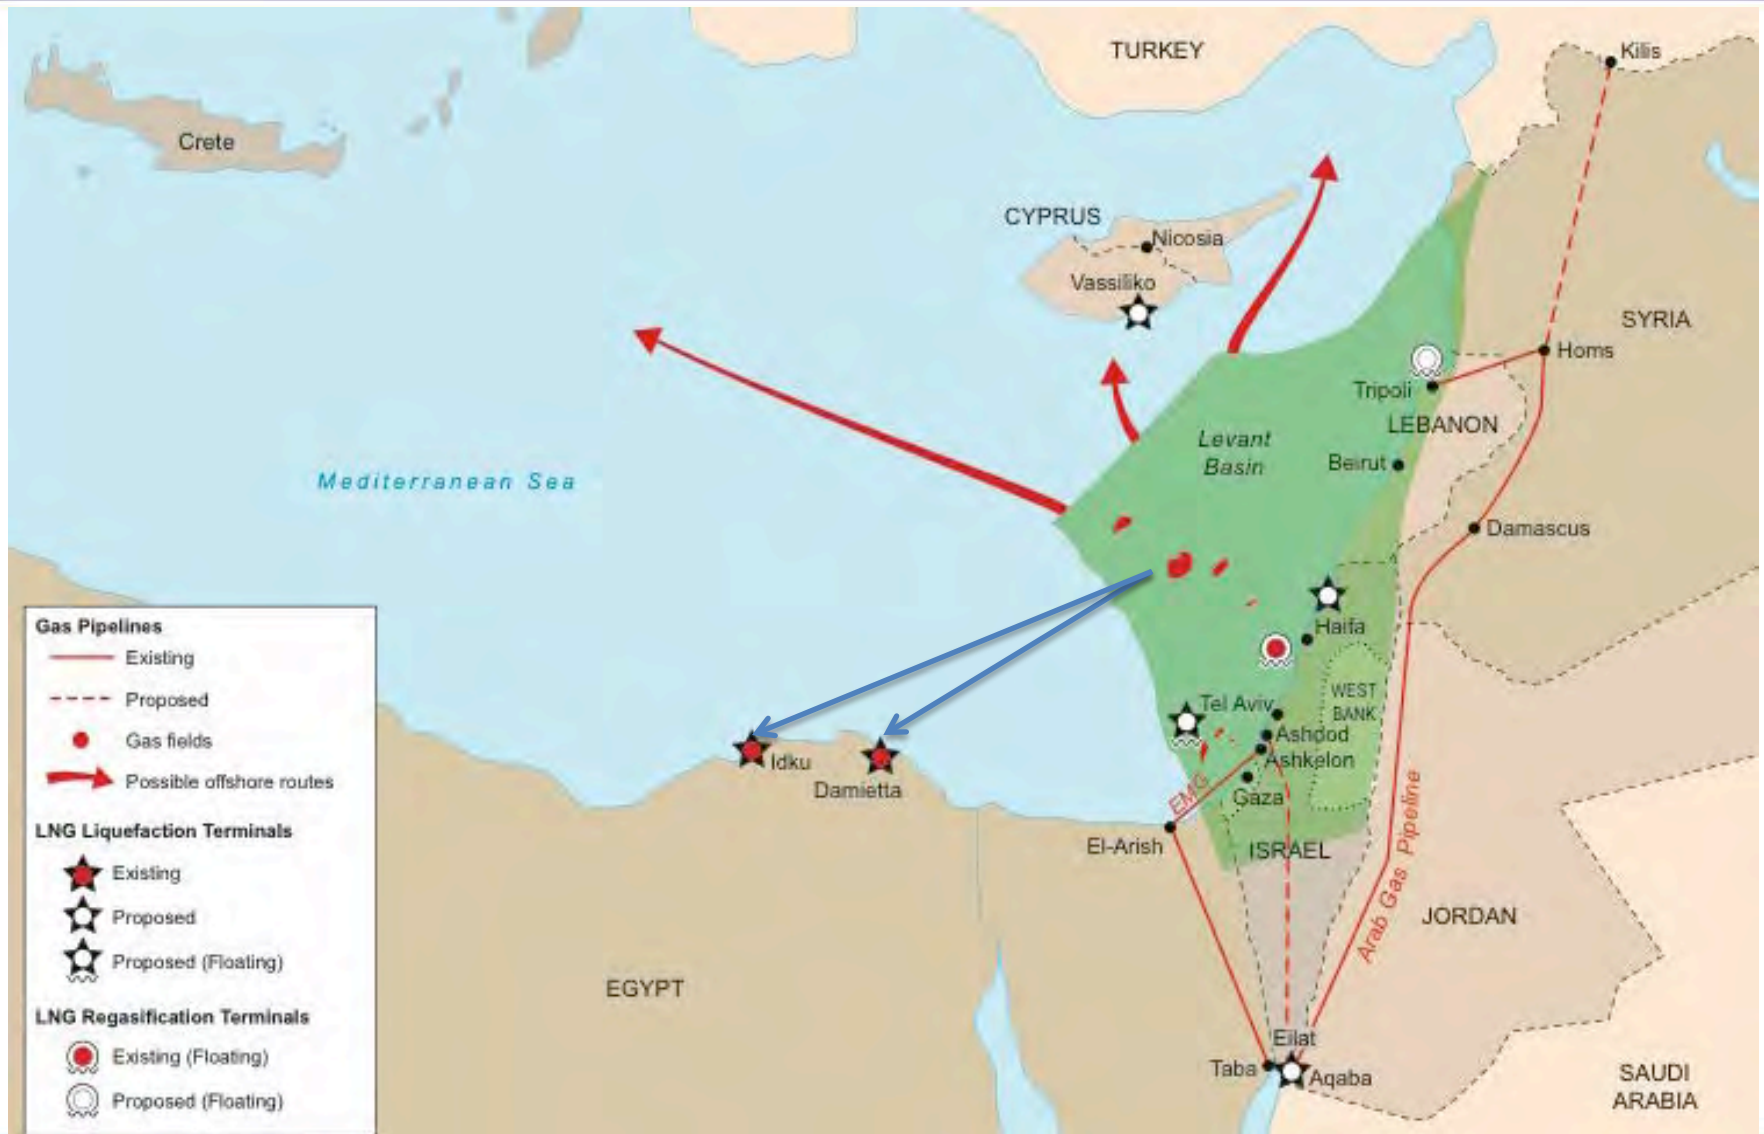 TURKEY
Kilis
Crete
CYPRUS
Nicosia
Vassiliko
SYRIA
Homs
Tripoli
LEBANON
Levant
Basin
Beirut
Mediterranean Sea
Damascus
Haifa
WEST
BANK
Tel Aviv
Ashdod
Ashkelon
Idku
Damietta
EMG
Gaza
El-Arish
ISRAEL
Arab Gas Pipeline
JORDAN
EGYPT
Eilat
Taba
Aqaba
SAUDI
ARABIA
Gas Pipelines
Existing
Proposed
Gas fields
Possible offshore routes
LNG Liquefaction Terminals
Existing
Proposed
Proposed (Floating)
LNG Regasification Terminals
Existing (Floating)
Proposed (Floating)